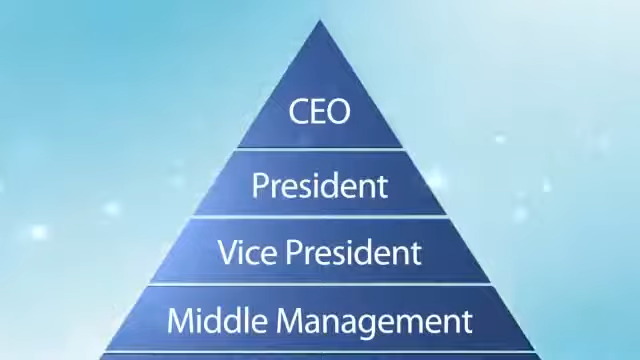 CEO
President
Vice President
Middle Management